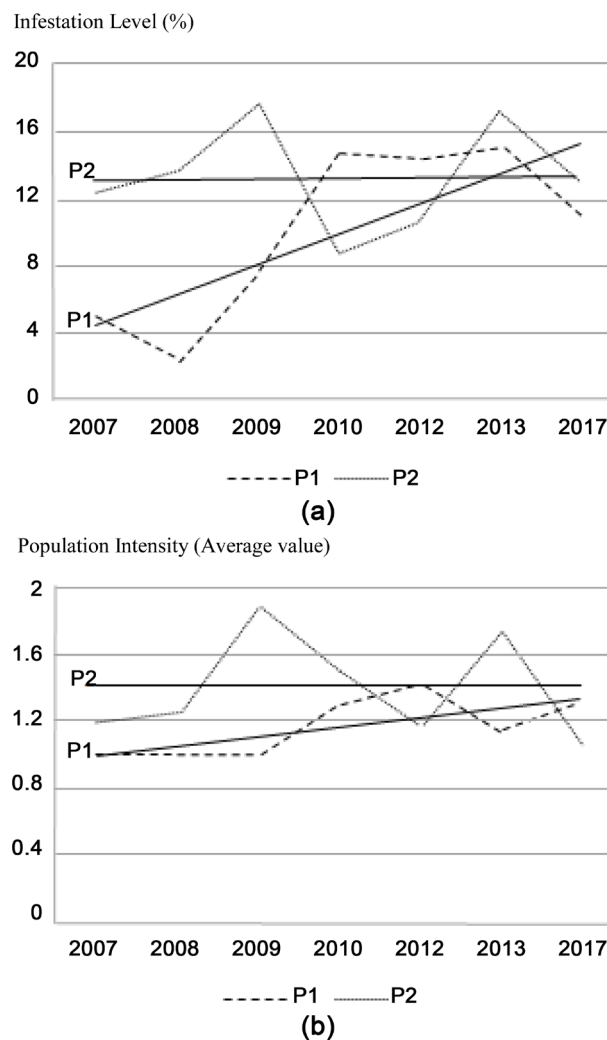 Infestation Level (%)
20
16
P2
12
8
P1
4
0
2007 2008 2009 2010 2012 2013 2017
P1 P2
(a)
Population Intensity (Average value)
2
1.6
P2
1.2
P1
0.8
0.4
0
2007 2008 2009 2010 2012 2013 2017
P1 P2
(b)